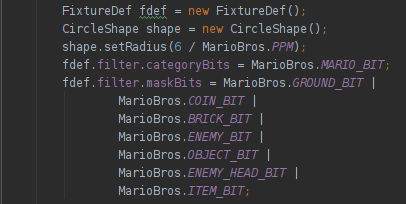 FixtureDef fdef = new FixtureDef();
CircleShape shape = new CircleShape();
shape.setRadius(6 / MarioBros.PPM);
fdef.filter.categoryBits = MarioBros.MARIO_BIT;
fdef.filter.maskBits = MarioBros.GROUND_BIT |
MarioBros.COIN_BIT |
MarioBros.BRICK_BIT |
MarioBros.ENEMY_BIT |
MarioBros.OBJECT_BIT |
MarioBros.ENEMY_HEAD_BIT |
MarioBros.ITEM_BIT;